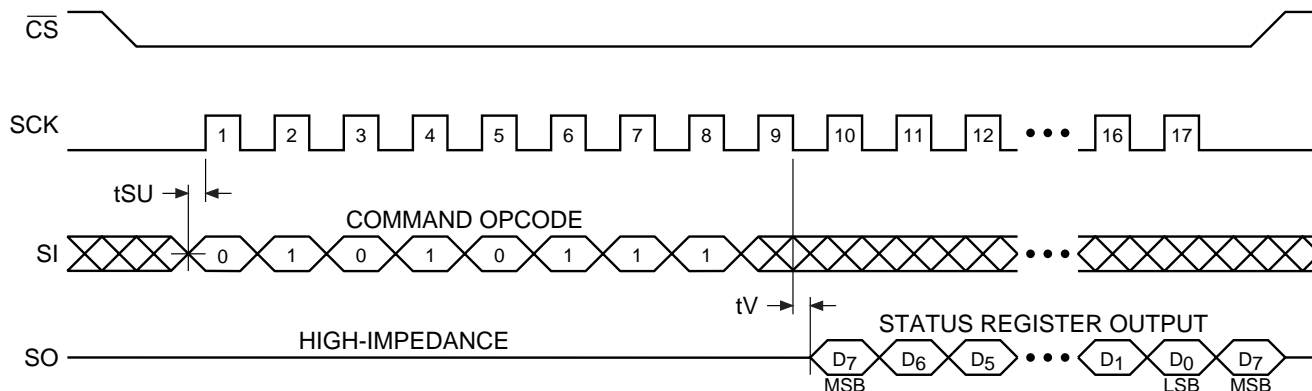 CS
SCK 1 2 3 4 5 6 7 8 9 10 11 12 ••• 16 17
tSU
COMMAND OPCODE
SI 0 1 0 1 0 1 1 1 •••
tV
HIGH-IMPEDANCE
STATUS REGISTER OUTPUT
SO D7 D6 D5 ••• D1 D0 D7
MSB LSB MSB